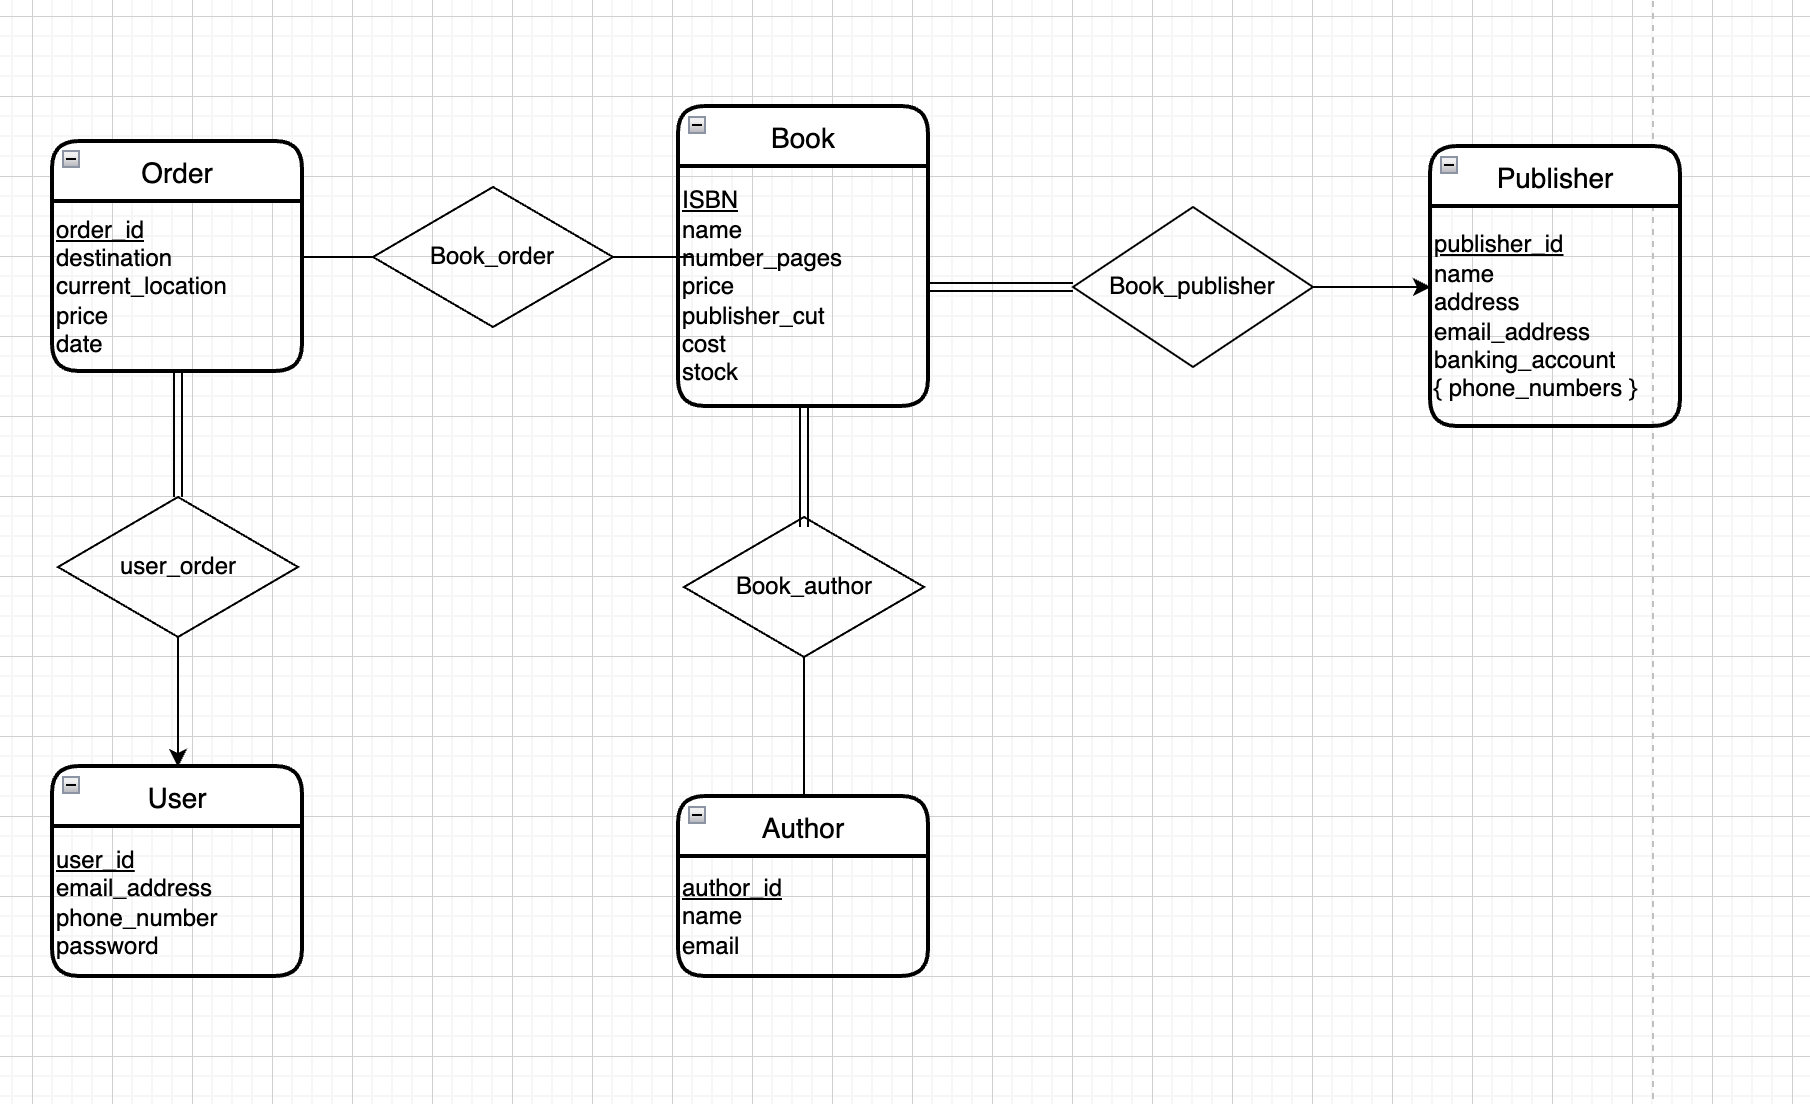 Order
order_id
destination
current_location
price
date
Book_order
Book
ISBN
name
number_pages
price
publisher_cut
cost
stock
Book_publisher
Publisher
publisher_id
name
address
email_address
banking_account
{ phone_numbers }
user_order
Book_author
User
user_id
email_address
phone_number
password
Author
author_id
name
email